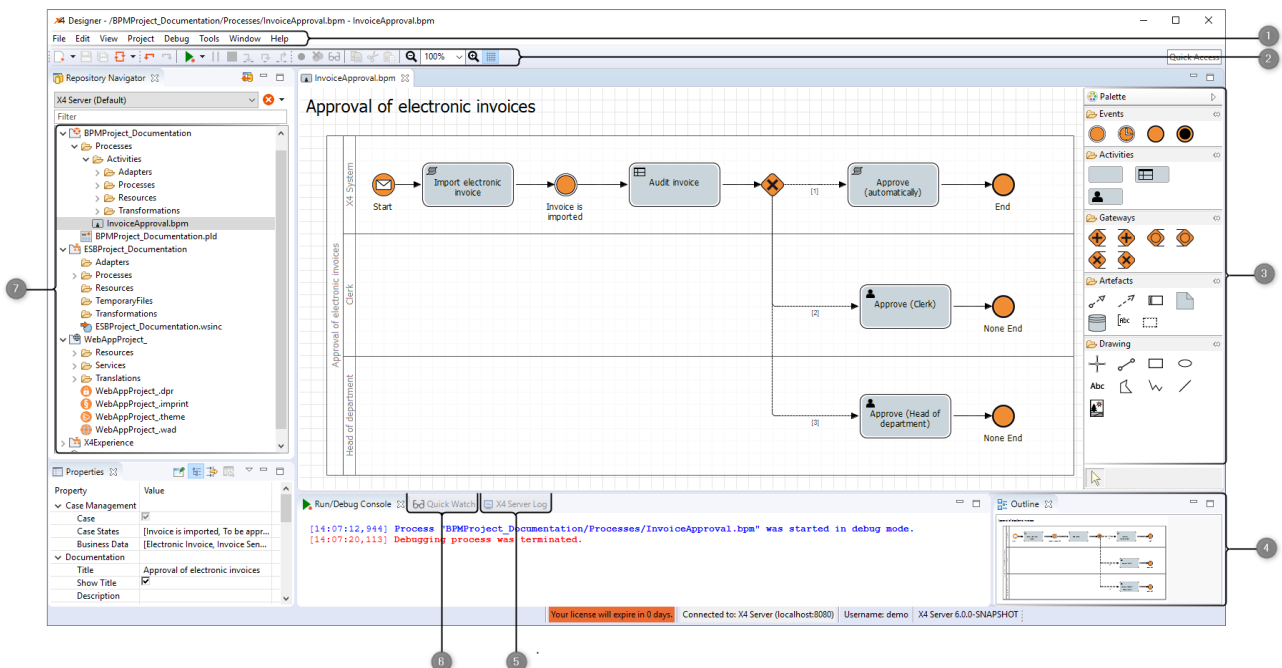 X4 Designer - /BPMProject_Documentation/Processes/InvoiceApproval.bpm - InvoiceApproval.bpm
File Edit View Project Debug Tools Window Help
1
100%
Quick Access
2
Repository Navigator
X4 Server (Default)
Filter
BPMProject_Documentation
Processes
Activities
Adapters
Processes
Resources
Transformations
InvoiceApproval.bpm
BPMProject_Documentation.pld
ESBProject_Documentation
Adapters
Processes
Resources
TemporaryFiles
Transformations
ESBProject_Documentation.wsinc
WebAppProject_
Resources
Services
Translations
WebAppProject_.dpr
WebAppProject_.imprint
WebAppProject_.theme
WebAppProject_.wad
X4Experience
7
InvoiceApproval.bpm
Approval of electronic invoices
Approval of electronic invoices
X4 System
Start
Import electronic
invoice
Invoice is
imported
Audit invoice
[1]
Approve
(automatically)
End
Clerk
[2]
Approve (Clerk)
None End
Head of
department
[3]
Approve (Head of
department)
None End
Palette
Events
Activities
Gateways
Artefacts
Abc
Drawing
Abc
3
Properties
Property Value
Case Management
Case
Case States [Invoice is imported, To be appr...
Business Data [Electronic Invoice, Invoice Sen...
Documentation
Title Approval of electronic invoices
Show Title
Description
Run/Debug Console Quick Watch X4 Server Log
[14:07:12,944] Process "BPMProject_Documentation/Processes/InvoiceApproval.bpm" was started in debug mode.
[14:07:20,113] Debugging process was terminated.
Outline
4
Your license will expire in 0 days. Connected to: X4 Server (localhost:8080) Username: demo X4 Server 6.0.0-SNAPSHOT
6
5